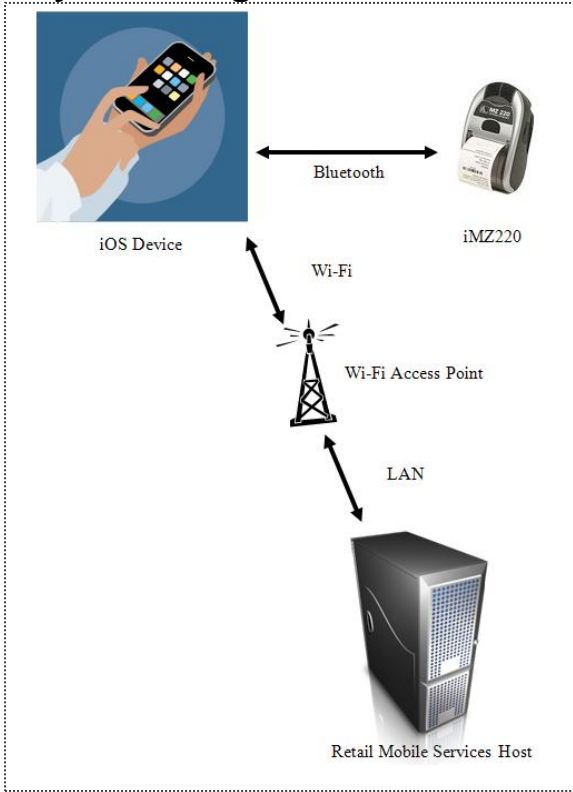 Bluetooth
iOS Device
iMZ220
Wi-Fi
Wi-Fi Access Point
LAN
Retail Mobile Services Host